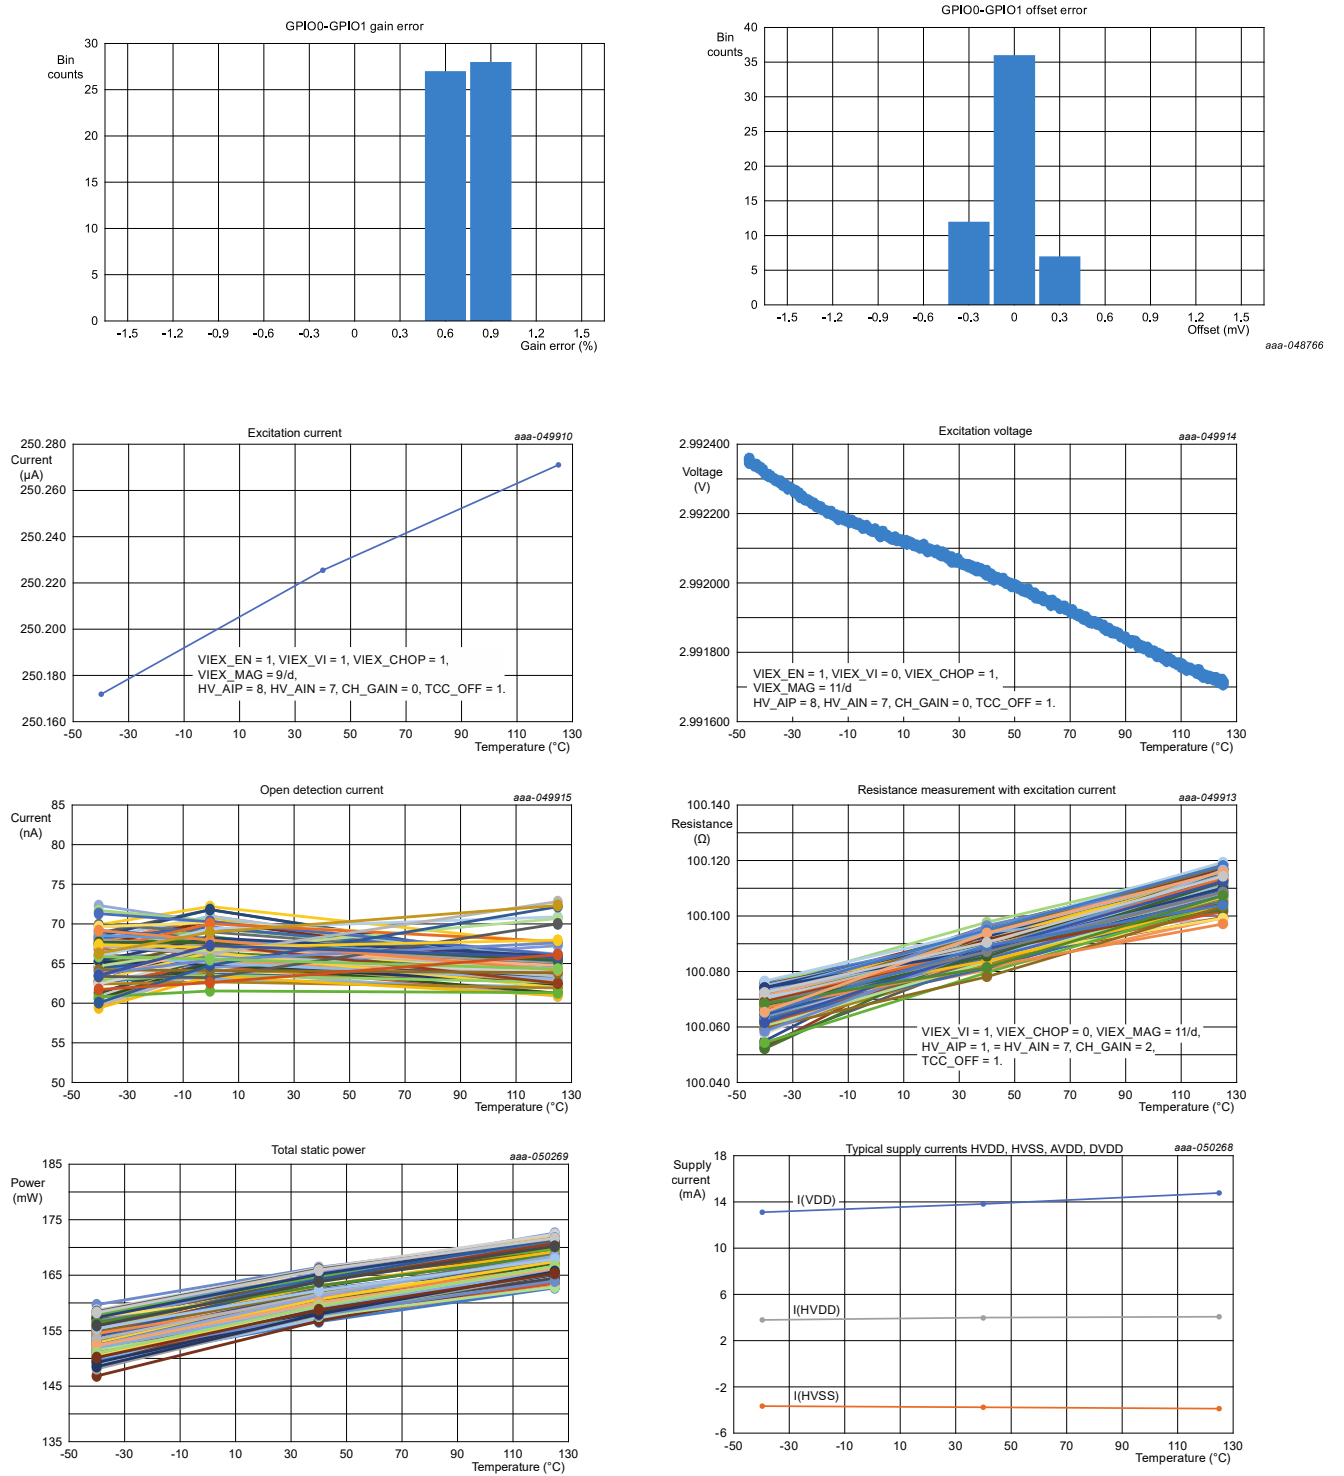 GPIO0-GPIO1 gain error
Bin
counts
30
25
20
15
10
5
0
-1.5 -1.2 -0.9 -0.6 -0.3 0 0.3 0.6 0.9 1.2 1.5
Gain error (%)
GPIO0-GPIO1 offset error
Bin
counts
40
35
30
25
20
15
10
5
0
-1.5 -1.2 -0.9 -0.6 -0.3 0 0.3 0.6 0.9 1.2 1.5
Offset (mV)
aaa-048766
Excitation current
aaa-049910
250.280
Current
(µA)
250.260
250.240
250.220
250.200
250.180
250.160
VIEX_EN = 1, VIEX_VI = 1, VIEX_CHOP = 1,
VIEX_MAG = 9/d,
HV_AIP = 8, HV_AIN = 7, CH_GAIN = 0, TCC_OFF = 1.
-50 -30 -10 10 30 50 70 90 110 130
Temperature (°C)
Excitation voltage
aaa-049914
2.992400
Voltage
(V)
2.992200
2.992000
2.991800
2.991600
VIEX_EN = 1, VIEX_VI = 0, VIEX_CHOP = 1,
VIEX_MAG = 11/d
HV_AIP = 8, HV_AIN = 7, CH_GAIN = 0, TCC_OFF = 1.
-50 -30 -10 10 30 50 70 90 110 130
Temperature (°C)
Open detection current
aaa-049915
85
Current
(nA)
80
75
70
65
60
55
50
-50 -30 -10 10 30 50 70 90 110 130
Temperature (°C)
Resistance measurement with excitation current
aaa-049913
100.140
Resistance
(Ω)
100.120
100.100
100.080
100.060
100.040
VIEX_VI = 1, VIEX_CHOP = 0, VIEX_MAG = 11/d,
HV_AIP = 1, = HV_AIN = 7, CH_GAIN = 2,
TCC_OFF = 1.
-50 -30 -10 10 30 50 70 90 110 130
Temperature (°C)
Total static power
aaa-050269
185
Power
(mW)
175
165
155
145
135
-50 -30 -10 10 30 50 70 90 110 130
Temperature (°C)
Typical supply currents HVDD, HVSS, AVDD, DVDD
aaa-050268
18
Supply
current
(mA)
14
10
6
2
-2
-6
I(VDD)
I(HVDD)
I(HVSS)
-50 -30 -10 10 30 50 70 90 110 130
Temperature (°C)